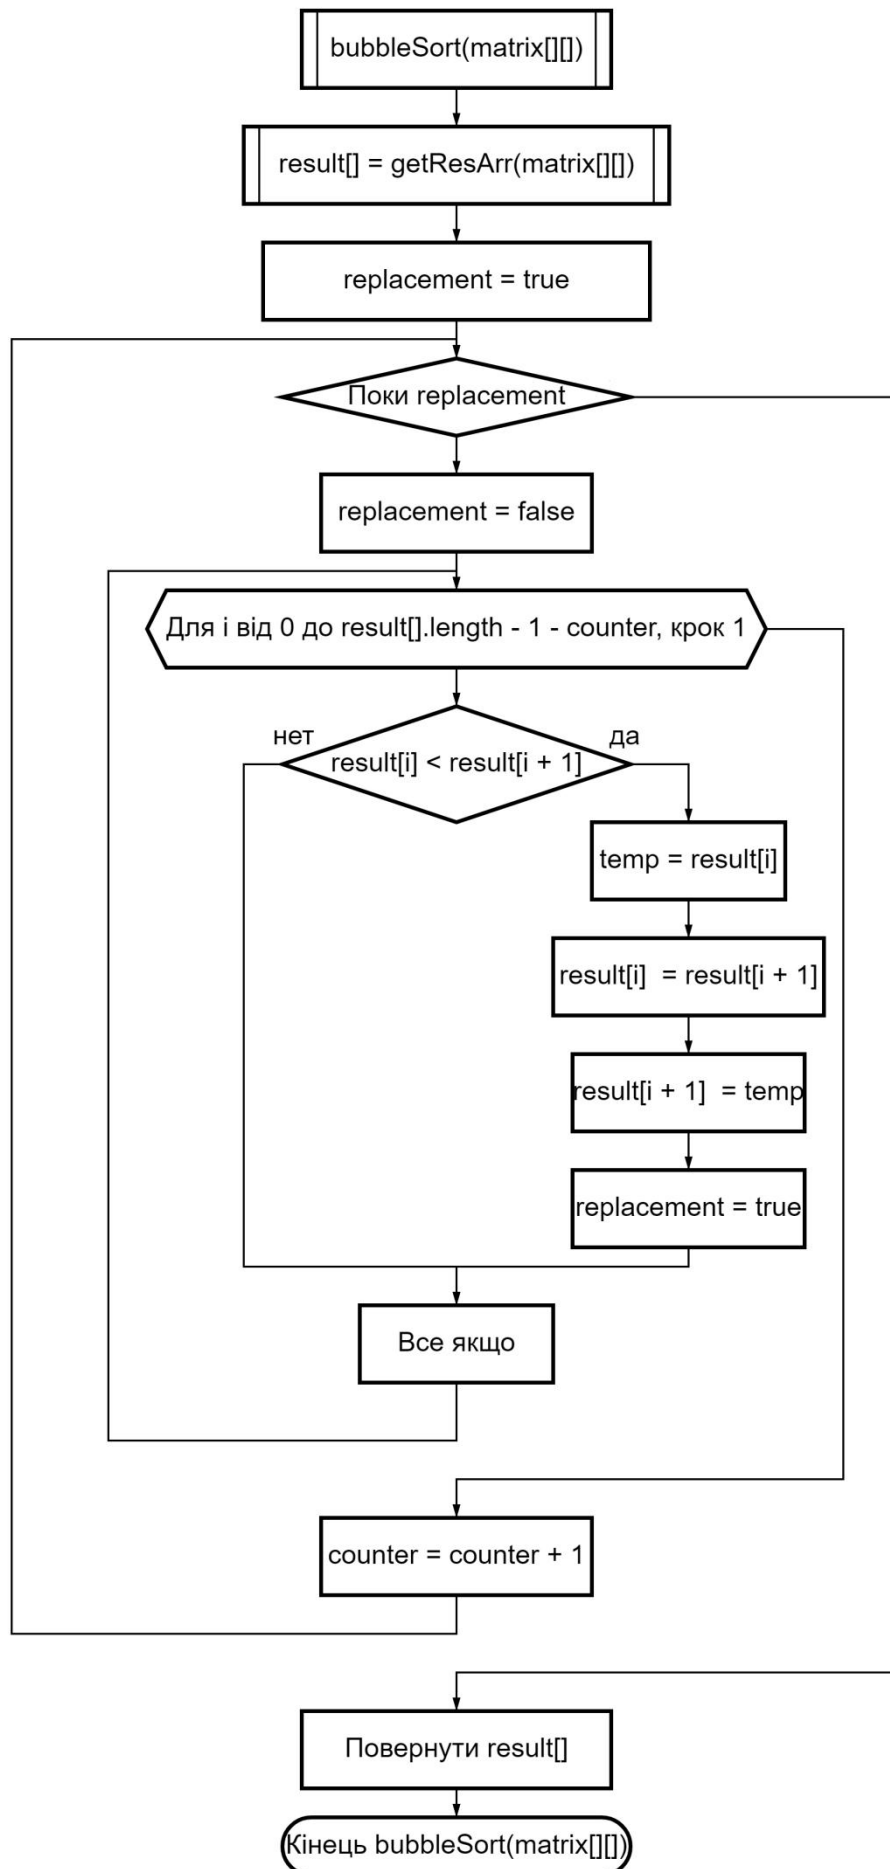 bubbleSort(matrix[][])
result[] = getResArr(matrix[][])
replacement = true
Поки replacement
replacement = false
Для i від 0 до result[].length - 1 - counter, крок 1
нет
да
result[i] < result[i + 1]
temp = result[i]
result[i]  = result[i + 1]
result[i + 1]  = temp
replacement = true
Все якщо
counter = counter + 1
Повернути result[]
Кінець bubbleSort(matrix[][])